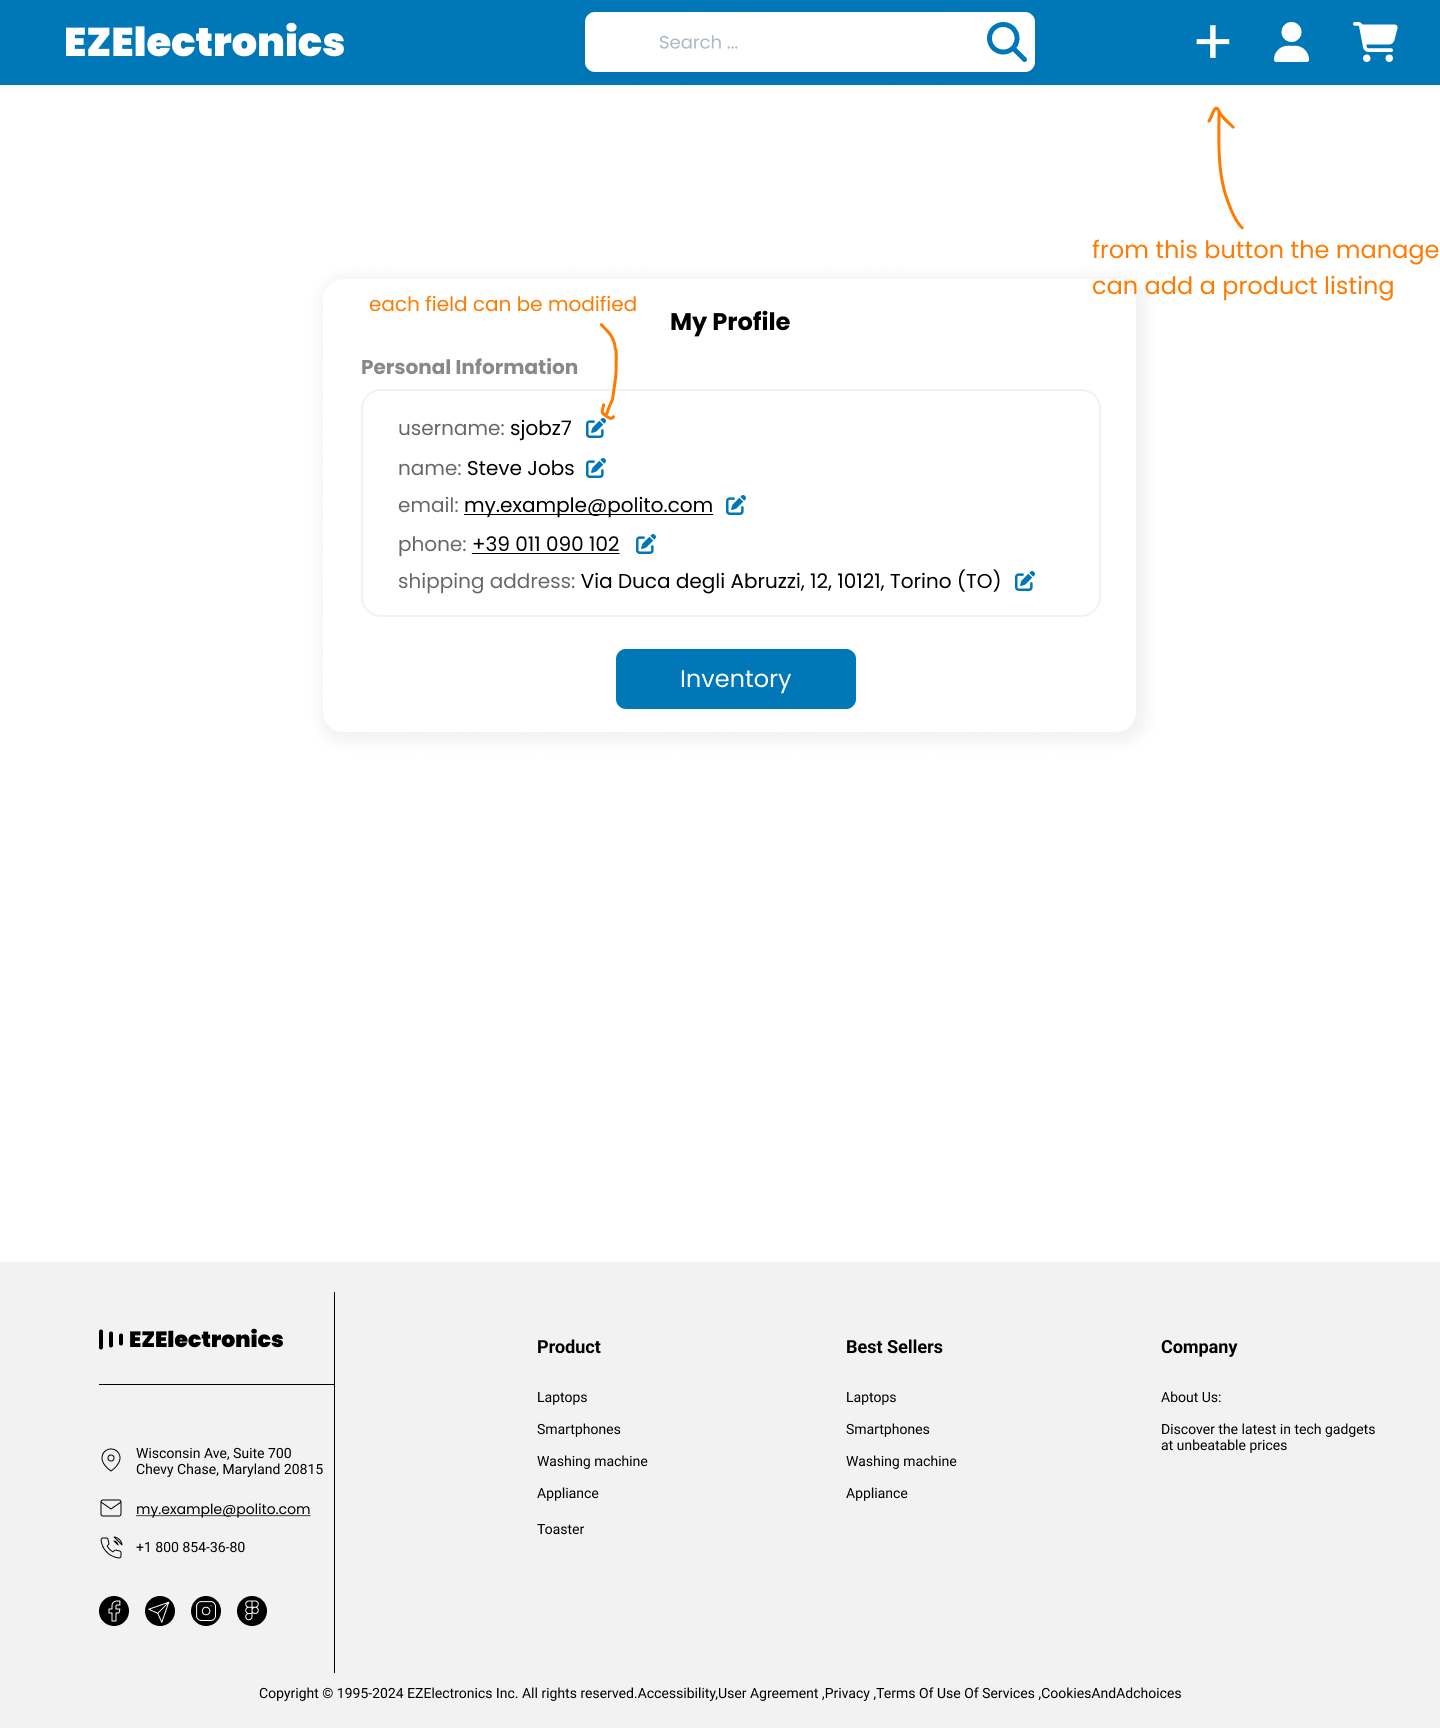 EZElectronics
Search ...
from this button the manage
can add a product listing
each field can be modified
My Profile
Personal Information
username: sjobz7
name: Steve Jobs
email: my.example@polito.com
phone: +39 011 090 102
shipping address: Via Duca degli Abruzzi, 12, 10121, Torino (TO)
Inventory
EZElectronics
Wisconsin Ave, Suite 700
Chevy Chase, Maryland 20815
my.example@polito.com
+1 800 854-36-80
Product
Laptops
Smartphones
Washing machine
Appliance
Toaster
Best Sellers
Laptops
Smartphones
Washing machine
Appliance
Company
About Us:
Discover the latest in tech gadgets
at unbeatable prices
Copyright © 1995-2024 EZElectronics Inc. All rights reserved.Accessibility,User Agreement ,Privacy ,Terms Of Use Of Services ,CookiesAndAdchoices